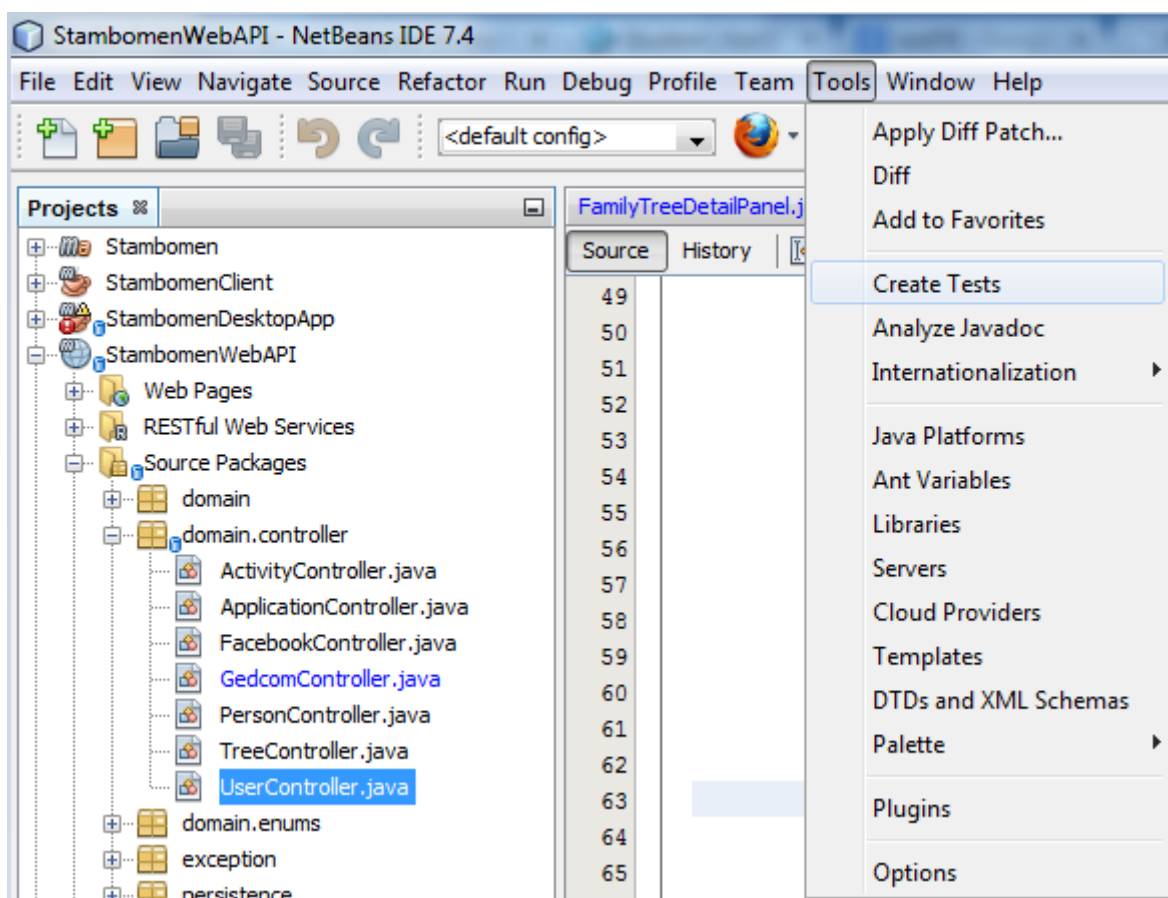 StambomenWebAPI - NetBeans IDE 7.4
File Edit View Navigate Source Refactor Run Debug Profile Team Tools Window Help
<default config>
Projects
Stambomen
StambomenClient
StambomenDesktopApp
StambomenWebAPI
Web Pages
RESTful Web Services
Source Packages
domain
domain.controller
ActivityController.java
ApplicationController.java
FacebookController.java
GedcomController.java
PersonController.java
TreeController.java
UserController.java
domain.enums
exception
persistence
FamilyTreeDetailPanel.j
Source History
49
50
51
52
53
54
55
56
57
58
59
60
61
62
63
64
65
Apply Diff Patch...
Diff
Add to Favorites
Create Tests
Analyze Javadoc
Internationalization
Java Platforms
Ant Variables
Libraries
Servers
Cloud Providers
Templates
DTDs and XML Schemas
Palette
Plugins
Options